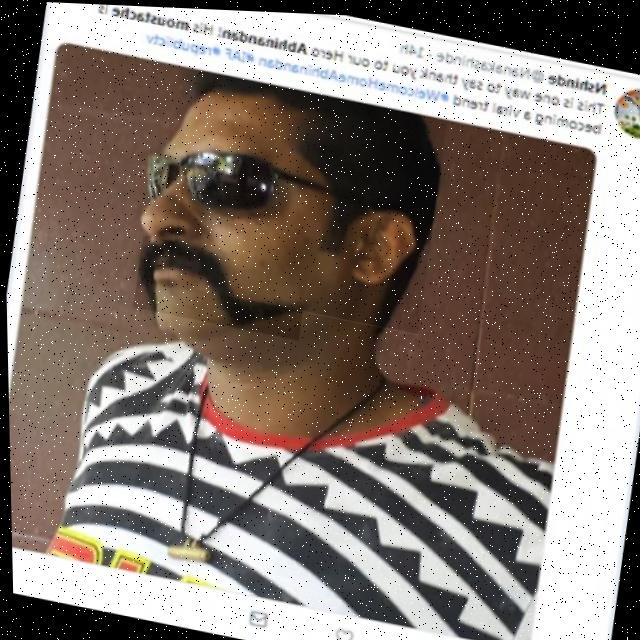 Nshinde @Nanakaphinde · 14h
This is one way to say thank you to our Hero Abhinandan! His moustache is
becoming a viral trend #WelcomeHomeAbhinandan #IAF #republictv